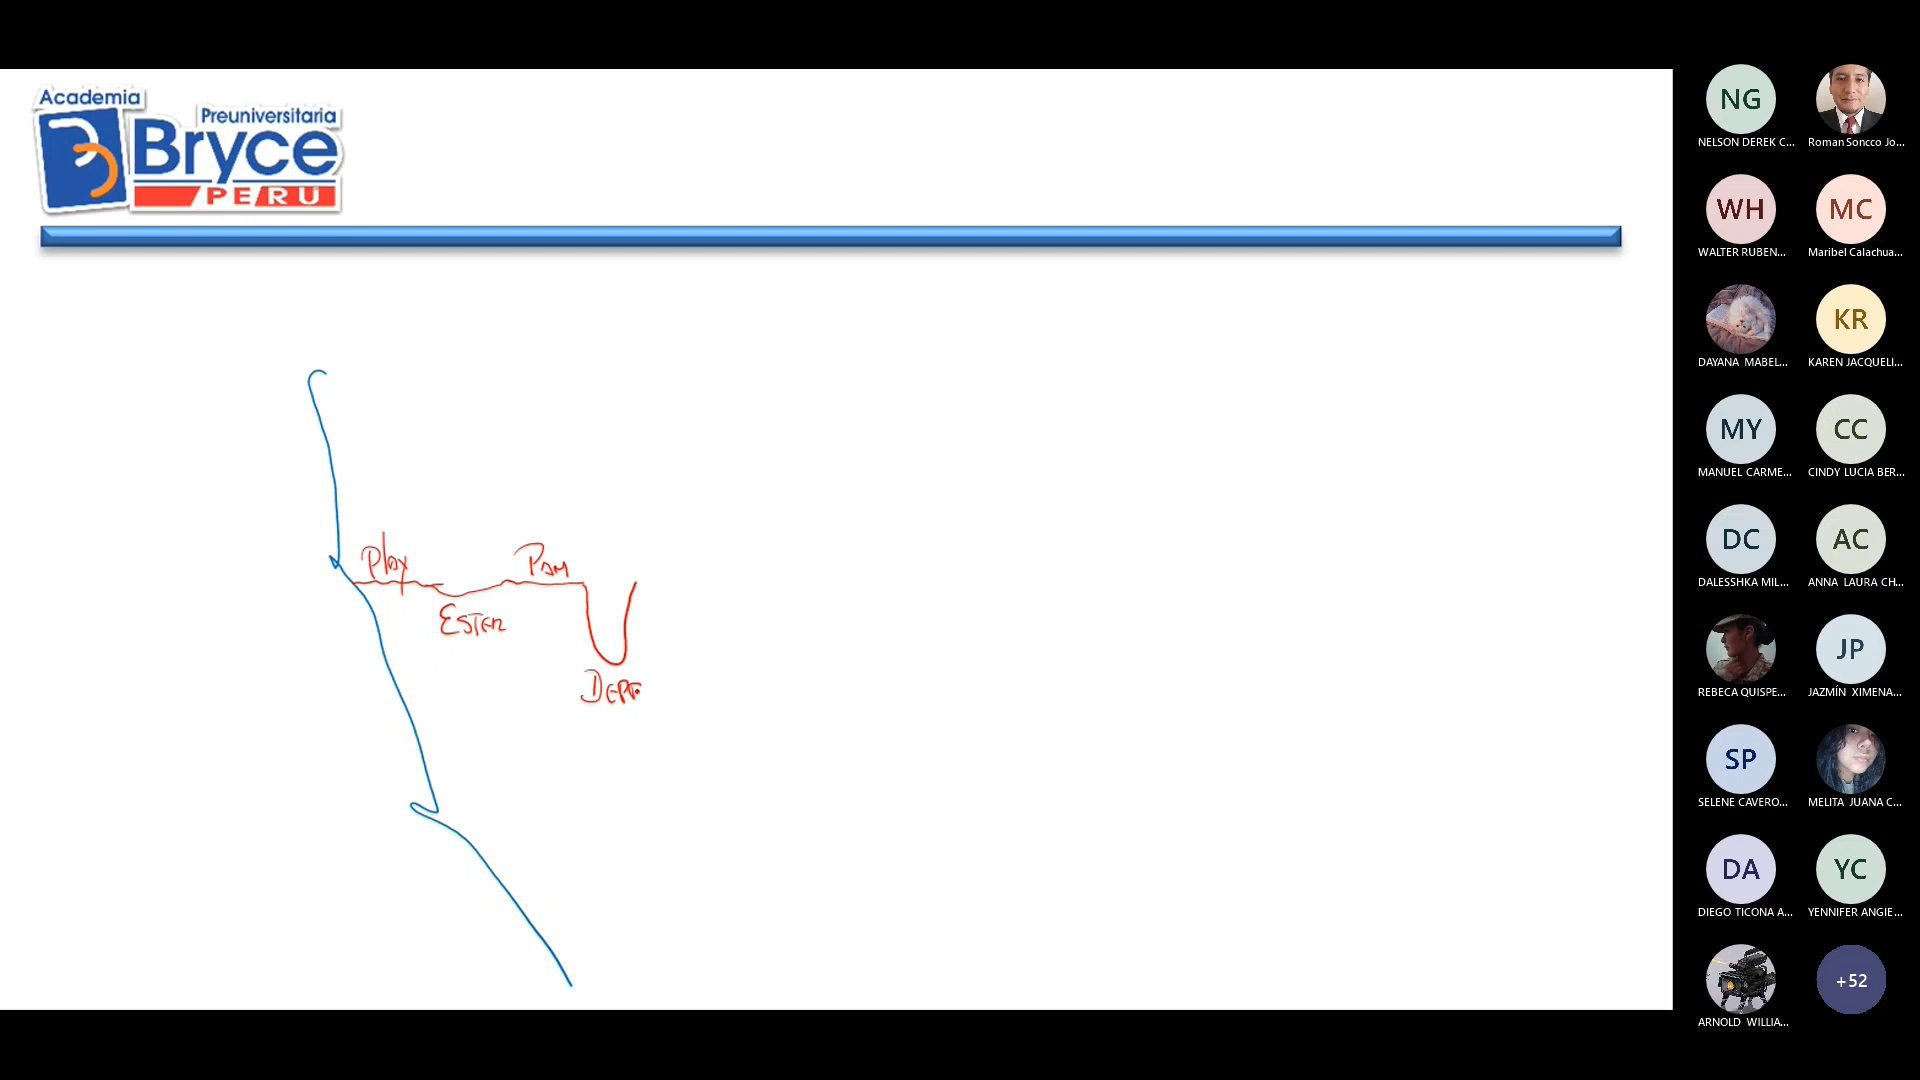 Academia
Preuniversitaria
Bryce
PERU
Play
Pam
Ester
Depr.
NG
NELSON DEREK C...
Roman Soncco Jo...
WH
WALTER RUBEN...
MC
Maribel Calachua...
DAYANA MABEL...
KR
KAREN JACQUELI...
MY
MANUEL CARME...
CC
CINDY LUCIA BER...
DC
DALESSHKA MIL...
AC
ANNA LAURA CH...
REBECA QUISPE...
JP
JAZMÍN XIMENA...
SP
SELENE CAVERO...
MELITA JUANA C...
DA
DIEGO TICONA A...
YC
YENNIFER ANGIE...
ARNOLD WILLIA...
+52